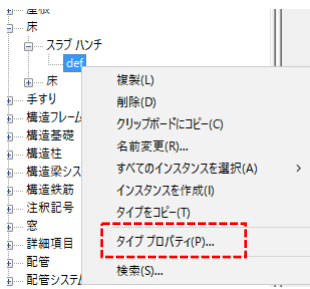 屋根
床
スラブ ハンチ
def
床
手すり
構造フレーム
構造基礎
構造柱
構造梁シス
構造鉄筋
注釈記号
窓
詳細項目
配管
配管システム
複製(L)
削除(D)
クリップボードにコピー(C)
名前変更(R)...
すべてのインスタンスを選択(A)
インスタンスを作成(I)
タイプをコピー(T)
タイプ プロパティ(P)...
検索(S)...